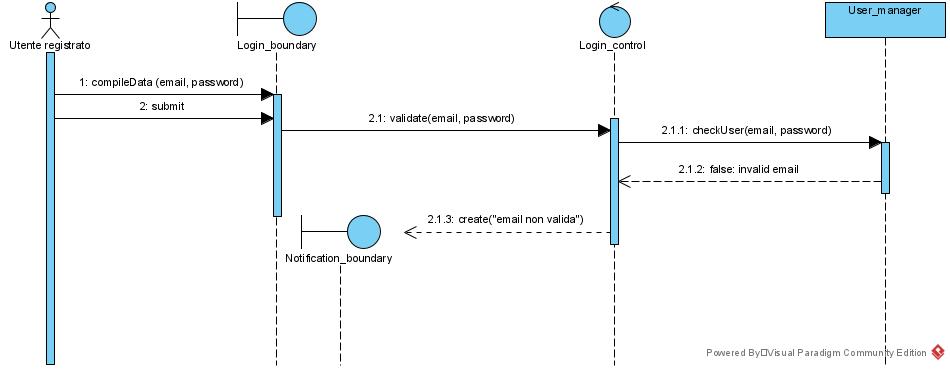 User_manager
Utente registrato
Login_boundary
Login_control
1: compileData (email, password)
2: submit
2.1: validate(email, password)
2.1.1: checkUser(email, password)
2.1.2: false: invalid email
2.1.3: create("email non valida")
Notification_boundary
Powered By□Visual Paradigm Community Edition